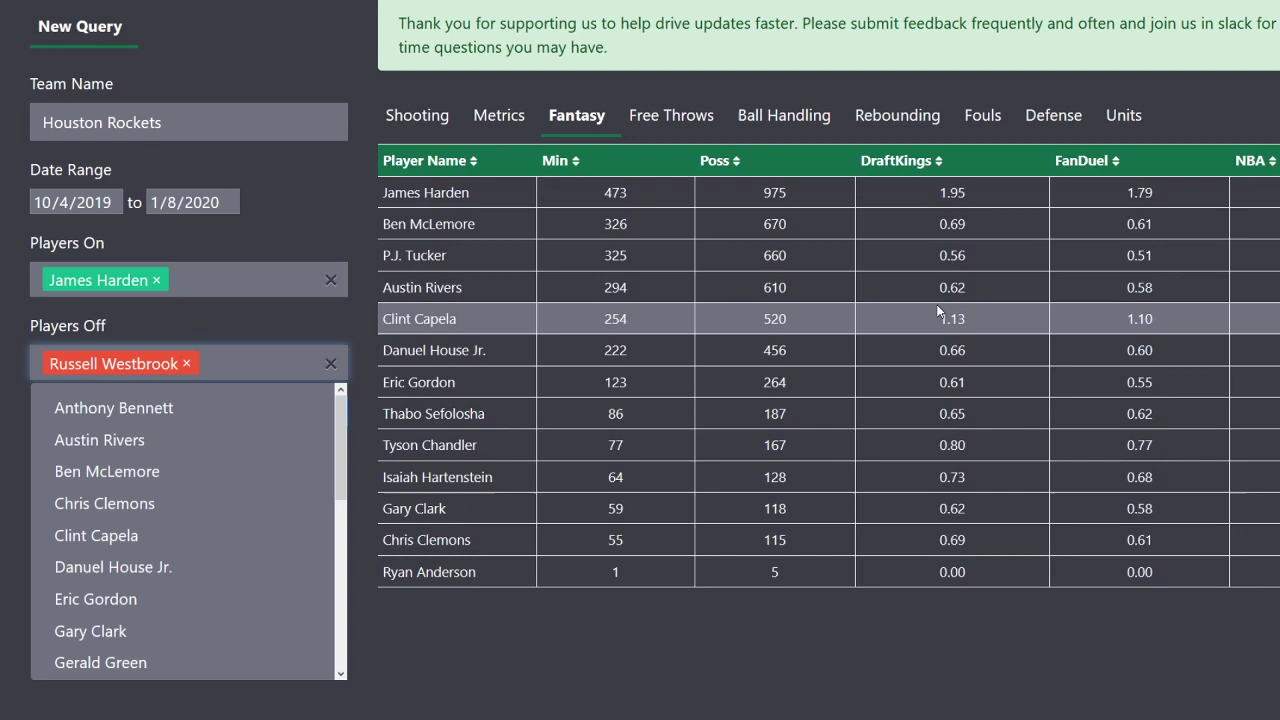 New Query
Team Name
Houston Rockets
Date Range
10/4/2019 to 1/8/2020
Players On
James Harden ×
×
Players Off
Russell Westbrook ×
×
Anthony Bennett
Austin Rivers
Ben McLemore
Chris Clemons
Clint Capela
Danuel House Jr.
Eric Gordon
Gary Clark
Gerald Green
Thank you for supporting us to help drive updates faster. Please submit feedback frequently and often and join us in slack for
time questions you may have.
Shooting Metrics Fantasy Free Throws Ball Handling Rebounding Fouls Defense Units
Player Name Min Poss DraftKings FanDuel NBA
James Harden 473 975 1.95 1.79
Ben McLemore 326 670 0.69 0.61
P.J. Tucker 325 660 0.56 0.51
Austin Rivers 294 610 0.62 0.58
Clint Capela 254 520 1.13 1.10
Danuel House Jr. 222 456 0.66 0.60
Eric Gordon 123 264 0.61 0.55
Thabo Sefolosha 86 187 0.65 0.62
Tyson Chandler 77 167 0.80 0.77
Isaiah Hartenstein 64 128 0.73 0.68
Gary Clark 59 118 0.62 0.58
Chris Clemons 55 115 0.69 0.61
Ryan Anderson 1 5 0.00 0.00